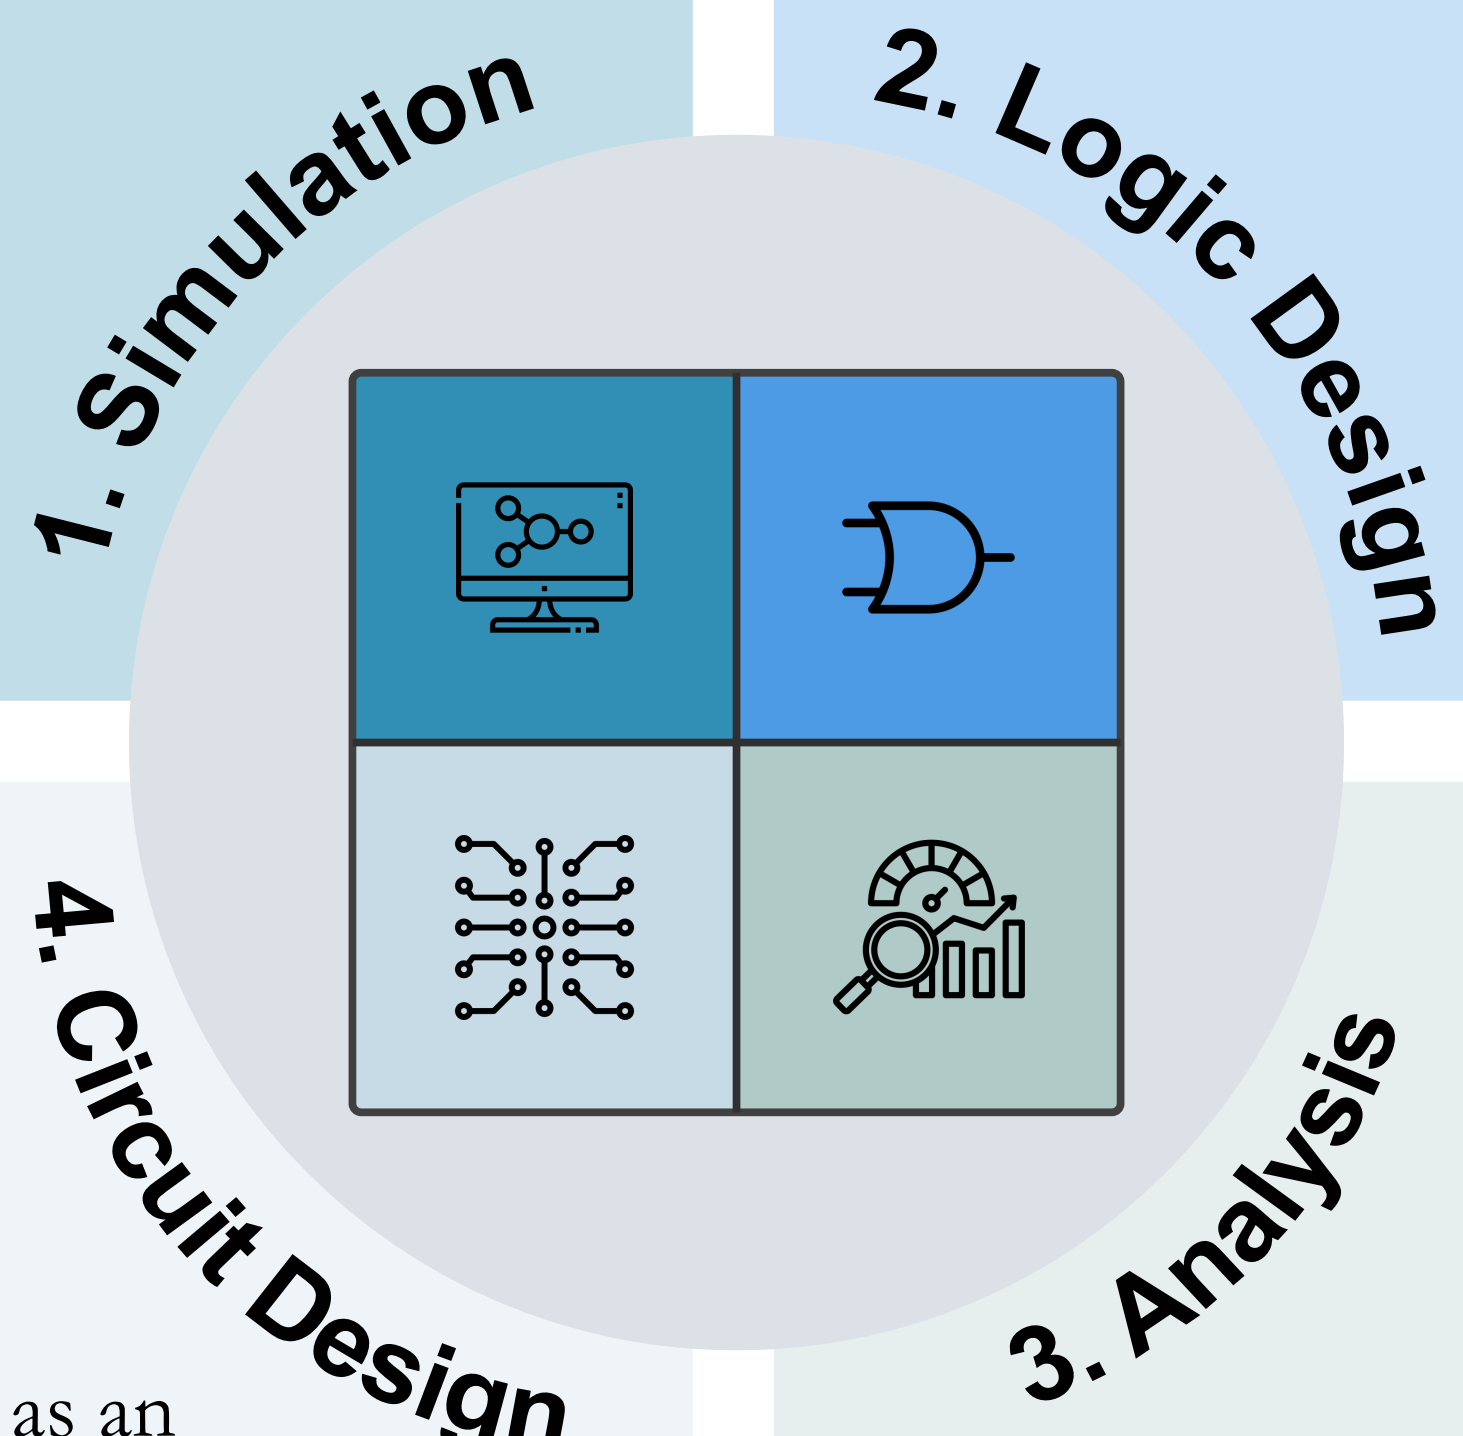 1. Simulation
2. Logic Design
3. Analysis
4. Circuit Design
as an